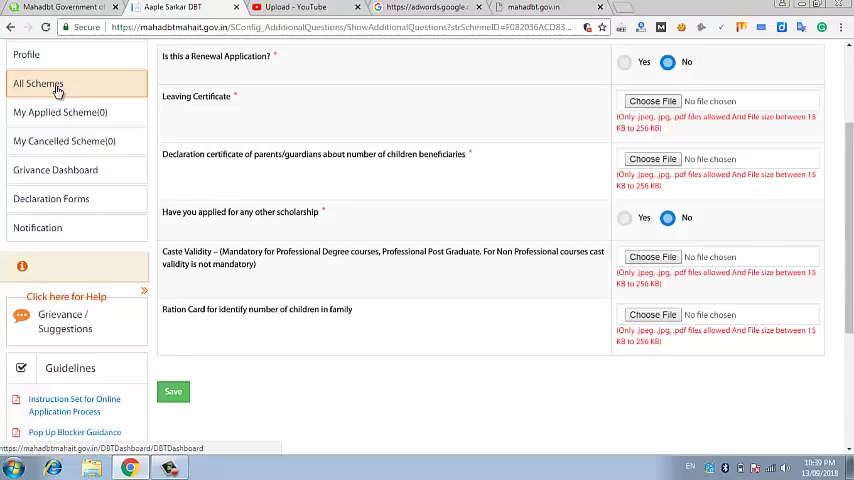 Mahadbt Government of
Aaple Sarkar DBT
Upload - YouTube
https://adwords.google.c
mahadbt.gov.in
Secure
https://mahadbtmahait.gov.in/SConfig_AdditionalQuestions/ShowAdditionalQuestions?strSchemeID=F082036ACD83...
Profile
All Schemes
My Applied Scheme(0)
My Cancelled Scheme(0)
Grivance Dashboard
Declaration Forms
Notification
Click here for Help
Grievance /
Suggestions
Guidelines
Instruction Set for Online
Application Process
Pop Up Blocker Guidance
Is this a Renewal Application? *
Yes No
Leaving Certificate *
Choose File No file chosen
(Only .jpeg, .jpg, .pdf files allowed And File size between 15
KB to 256 KB)
Declaration certificate of parents/guardians about number of children beneficiaries *
Choose File No file chosen
(Only .jpeg, .jpg, .pdf files allowed And File size between 15
KB to 256 KB)
Have you applied for any other scholarship *
Yes No
Caste Validity – (Mandatory for Professional Degree courses, Professional Post Graduate. For Non Professional courses cast
validity is not mandatory)
Choose File No file chosen
(Only .jpeg, .jpg, .pdf files allowed And File size between 15
KB to 256 KB)
Ration Card for identify number of children in family
Choose File No file chosen
(Only .jpeg, .jpg, .pdf files allowed And File size between 15
KB to 256 KB)
Save
https://mahadbtmahait.gov.in/DBTDashboard/DBTDashboard
EN
10:39 PM
13/09/2018